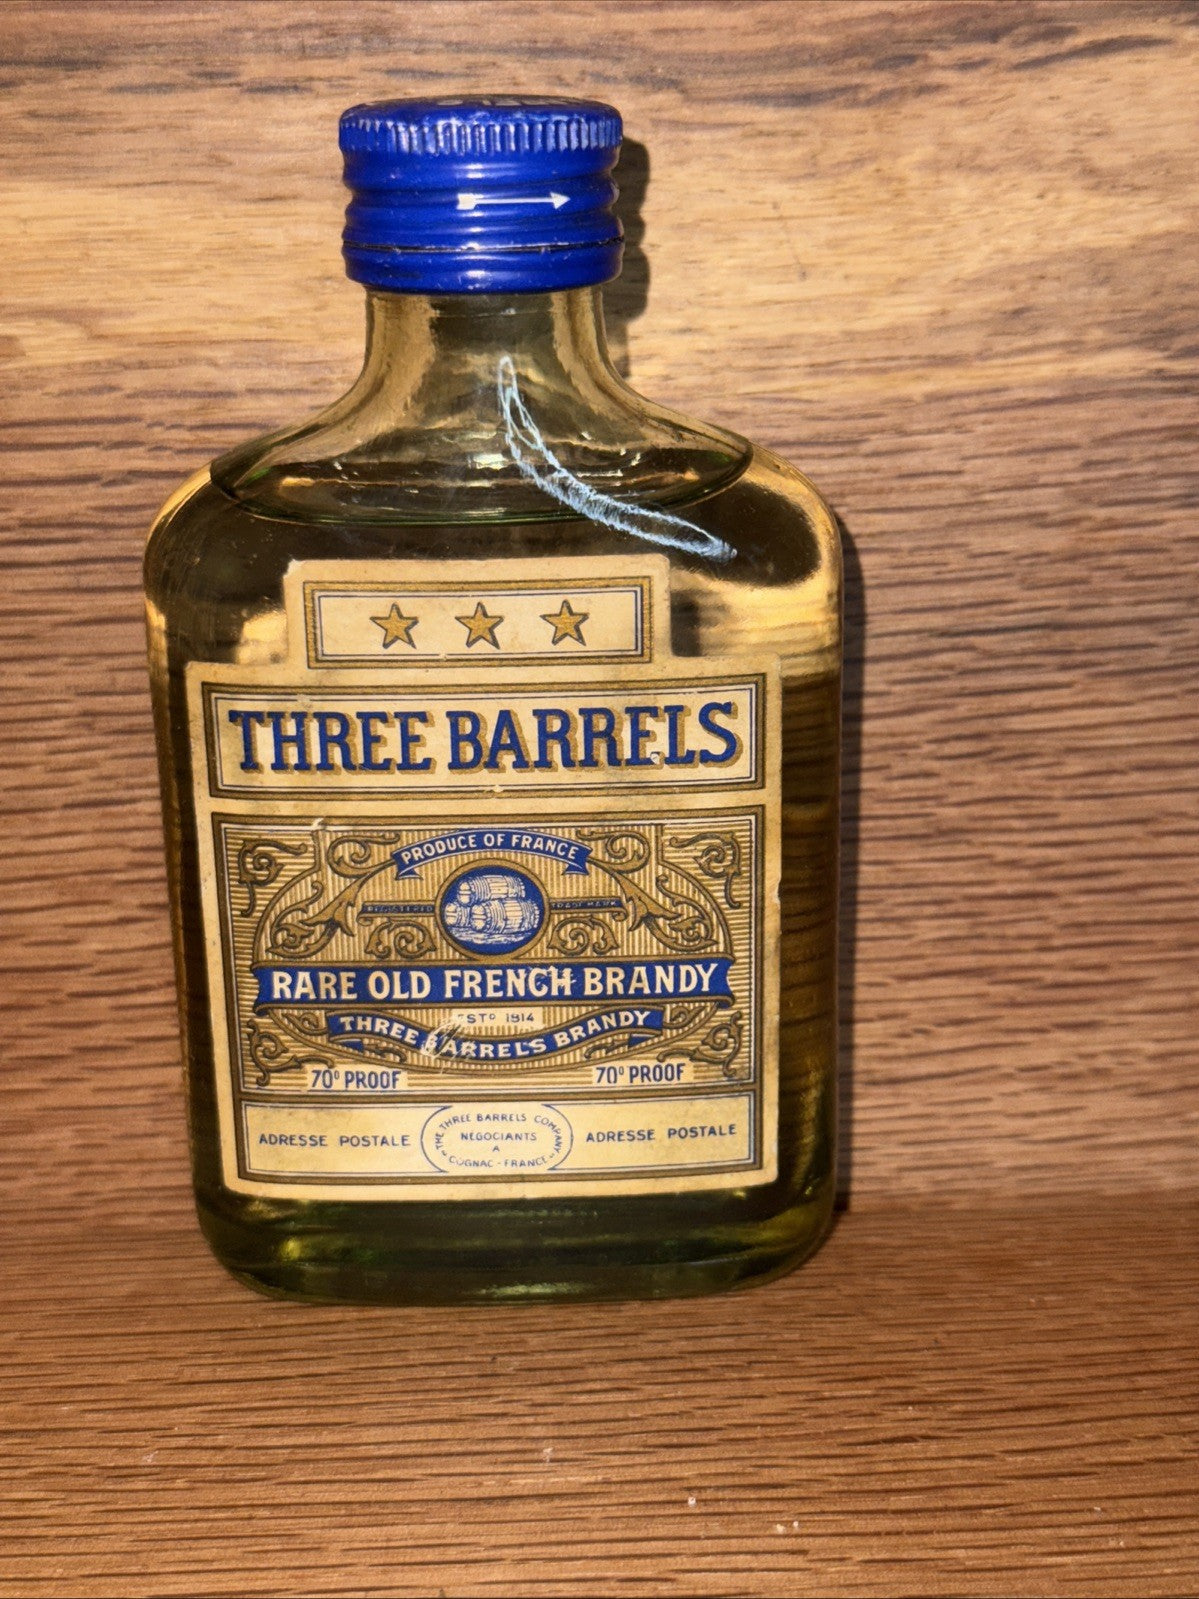 THREE BARRELS
PRODUCE OF FRANCE
REGISTERED TRADE MARK
RARE OLD FRENCH BRANDY
ESTD 1814
THREE BARRELS BRANDY
70° PROOF 70° PROOF
ADRESSE POSTALE
THE THREE BARRELS COMPANY
NEGOCIANTS
A
COGNAC - FRANCE
ADRESSE POSTALE